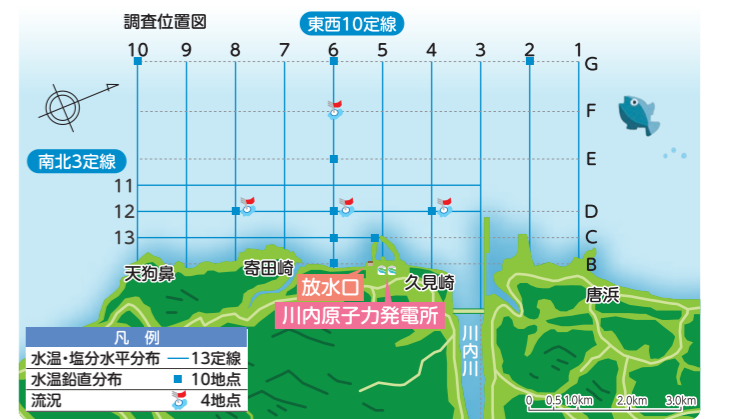 調査位置図
東西10定線
10 9 8 7 6 5 4 3 2 1
G
F
南北3定線
E
11
12 D
13 C
B
天狗鼻
寄田崎
放水口
久見崎
唐浜
川内原子力発電所
川内川
凡 例
水温・塩分水平分布 13定線
水温鉛直分布 10地点
流況 4地点
0 0.5 1.0km 2.0km 3.0km